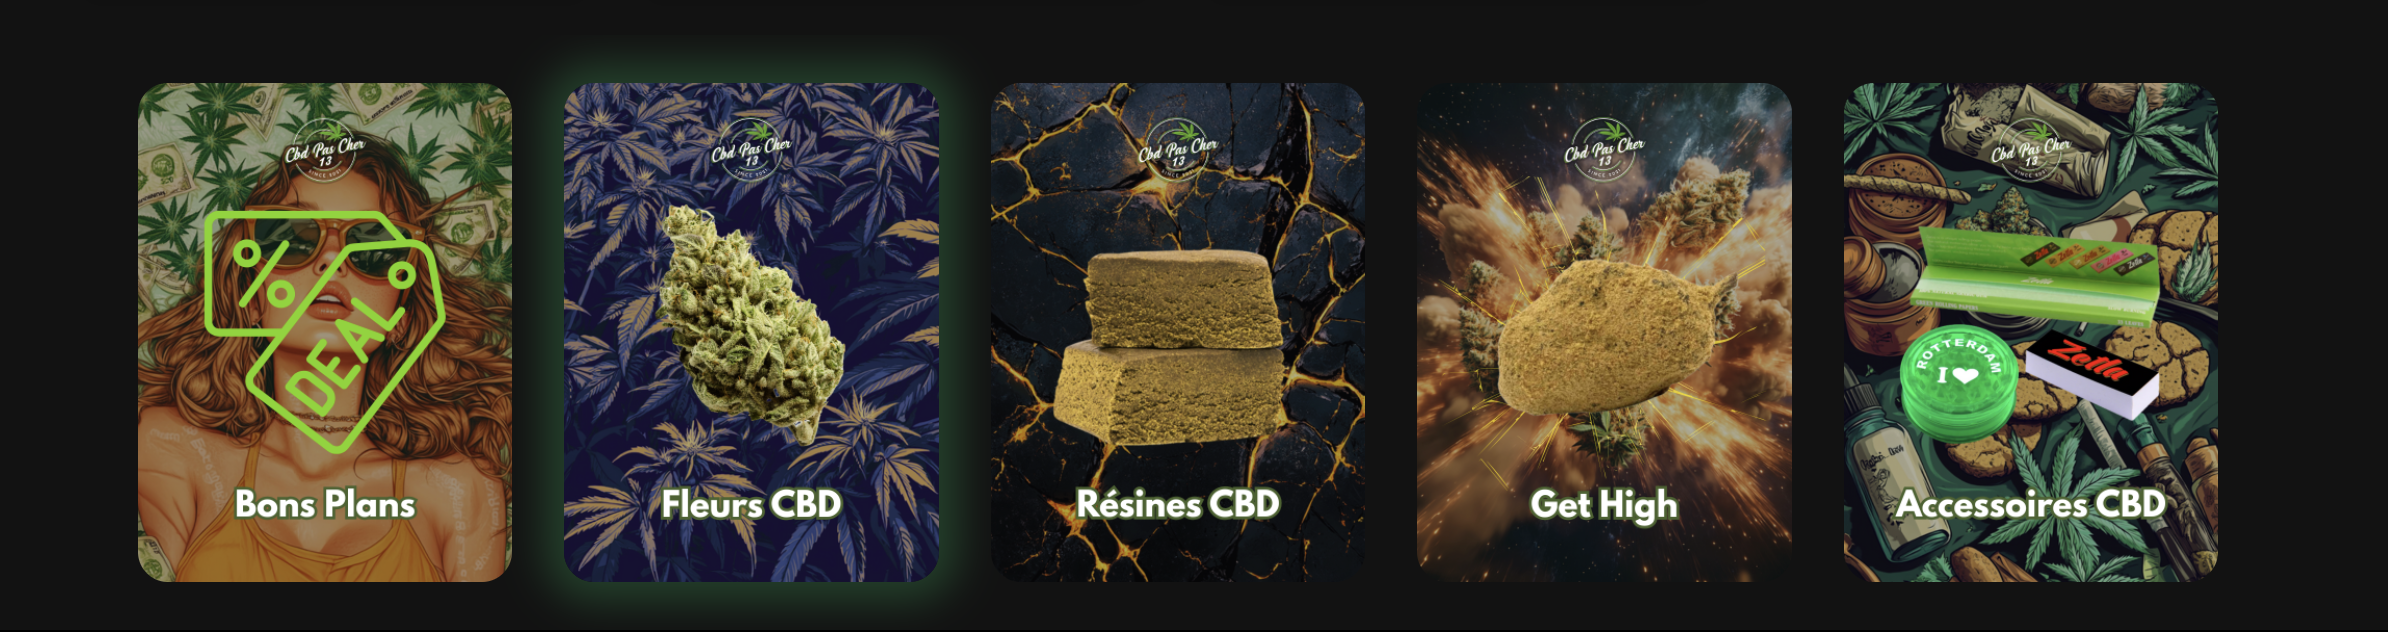 Cbd Pas Cher
13
SINCE 2021
DEAL
%
Bons Plans
Cbd Pas Cher
13
SINCE 2021
Fleurs CBD
Cbd Pas Cher
13
SINCE 2021
Résines CBD
Cbd Pas Cher
13
SINCE 2021
Get High
Cbd Pas Cher
13
SINCE 2021
ROTTERDAM
I
Zetla
Accessoires CBD